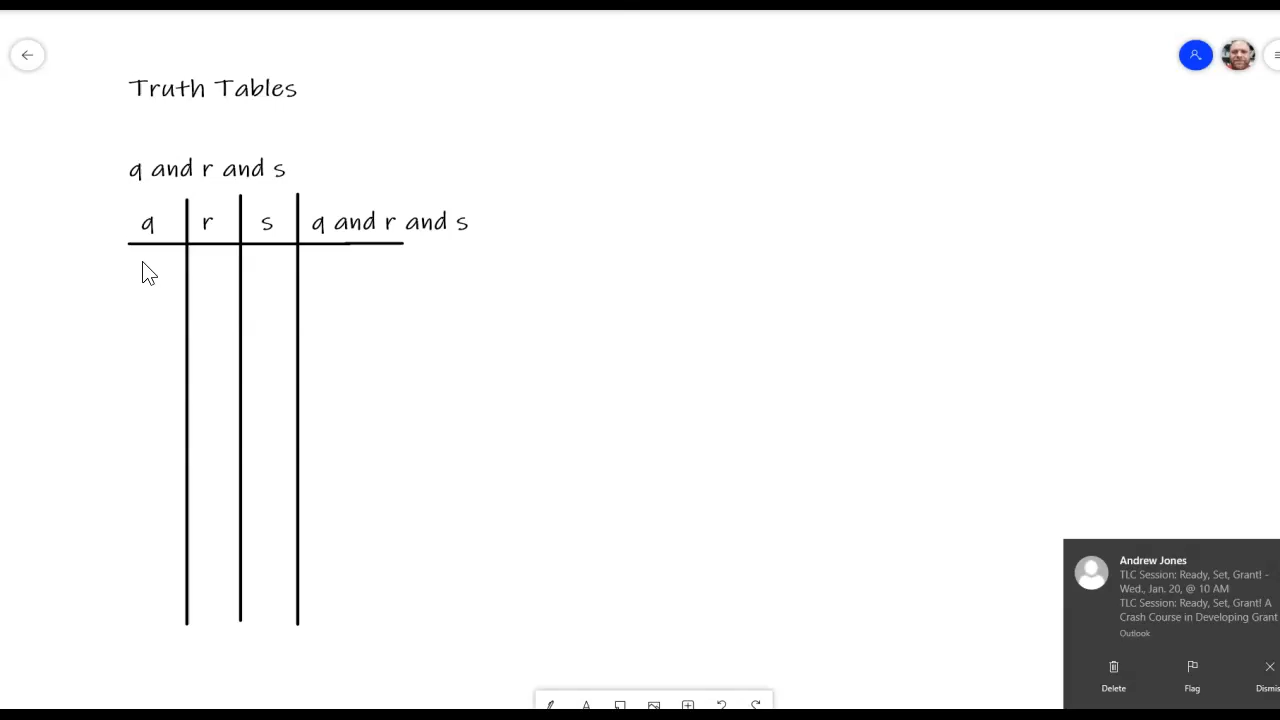 Truth Tables
q and r and s
q r s q and r and s
Andrew Jones
TLC Session: Ready, Set, Grant! -
Wed., Jan. 20, @ 10 AM
TLC Session: Ready, Set, Grant! A
Crash Course in Developing Grant
Outlook
Delete Flag Dismis